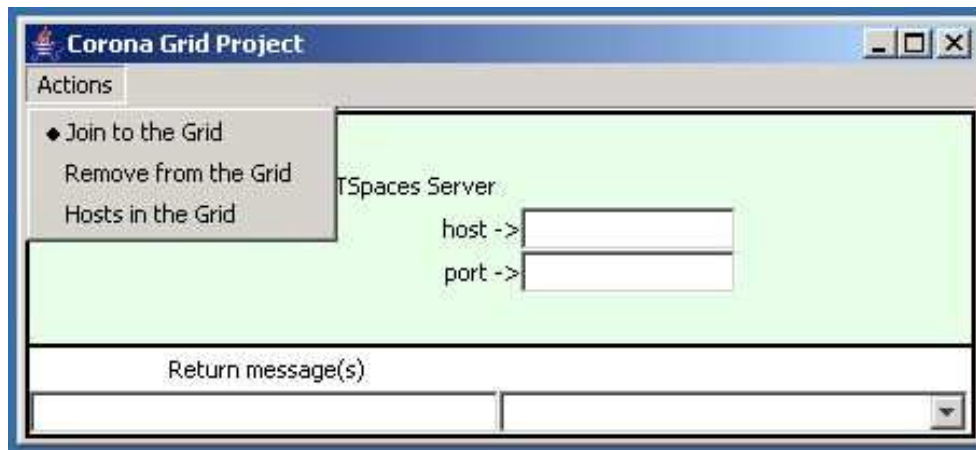 Corona Grid Project
Actions
Join to the Grid
Remove from the Grid
Hosts in the Grid
TSpaces Server
host ->
port ->
Return message(s)